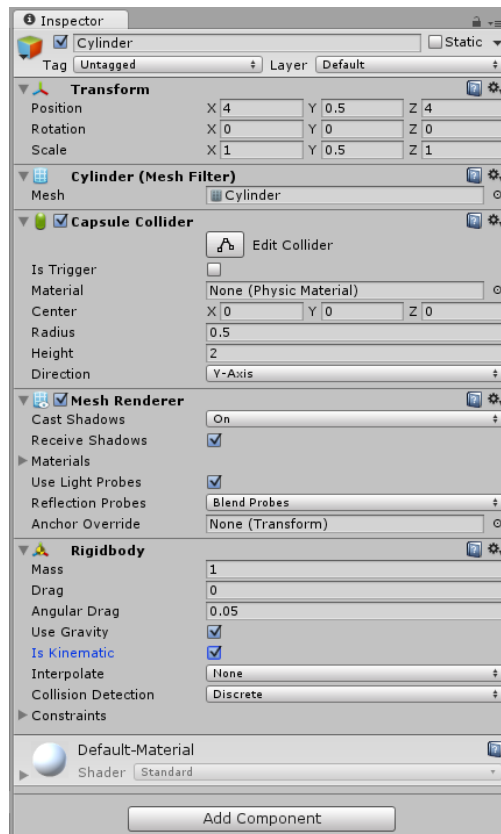 Inspector
Cylinder Static
Tag Untagged Layer Default
Transform
Position X 4 Y 0.5 Z 4
Rotation X 0 Y 0 Z 0
Scale X 1 Y 0.5 Z 1
Cylinder (Mesh Filter)
Mesh Cylinder
Capsule Collider
Edit Collider
Is Trigger
Material None (Physic Material)
Center X 0 Y 0 Z 0
Radius 0.5
Height 2
Direction Y-Axis
Mesh Renderer
Cast Shadows On
Receive Shadows
Materials
Use Light Probes
Reflection Probes Blend Probes
Anchor Override None (Transform)
Rigidbody
Mass 1
Drag 0
Angular Drag 0.05
Use Gravity
Is Kinematic
Interpolate None
Collision Detection Discrete
Constraints
Default-Material
Shader Standard
Add Component